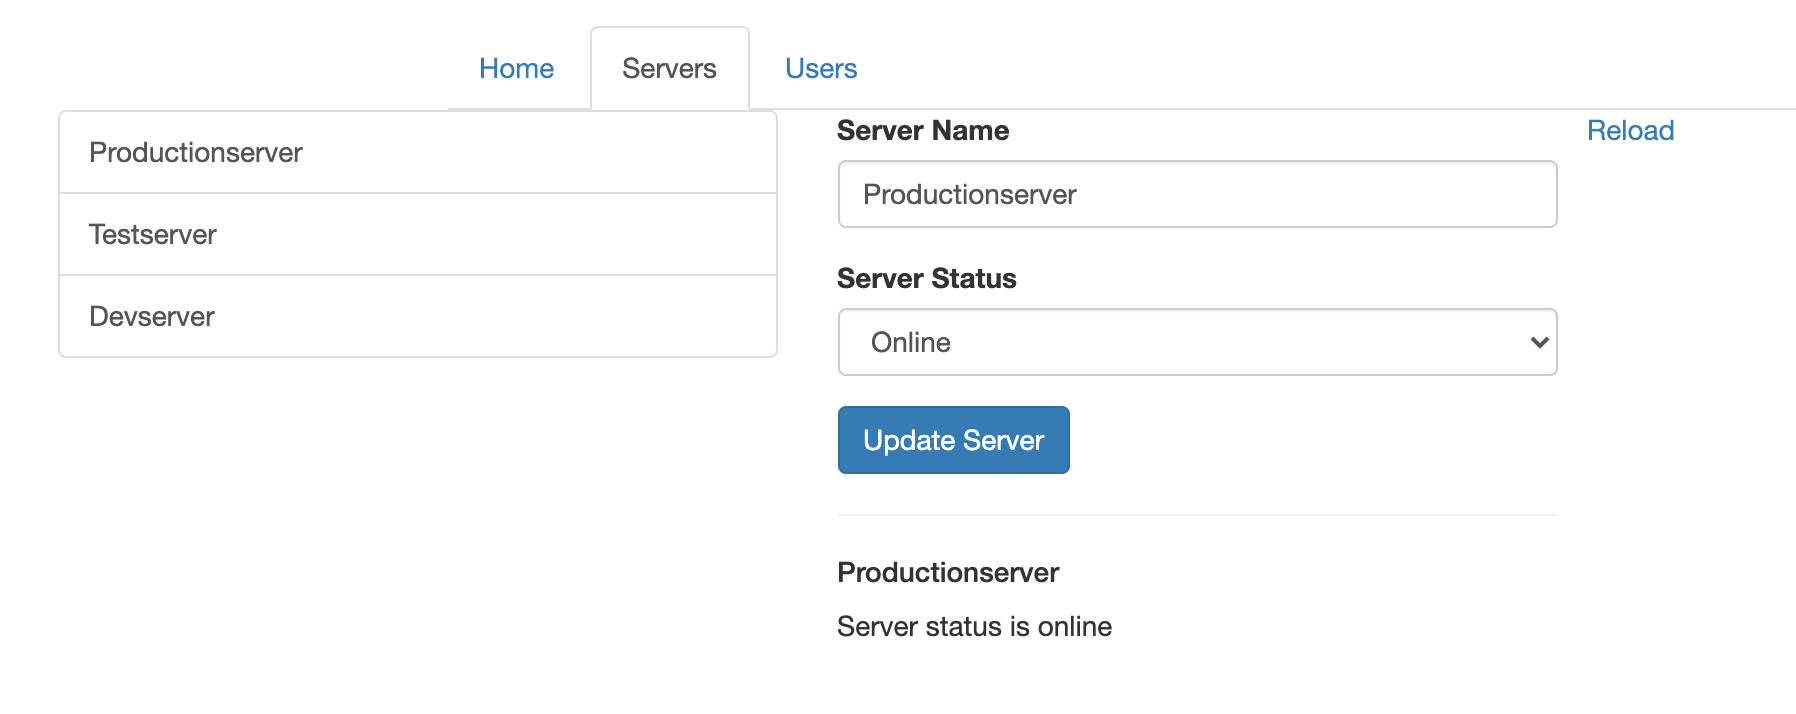 Home Servers Users
Productionserver
Testserver
Devserver
Server Name
Productionserver
Server Status
Online
Update Server
Productionserver
Server status is online
Reload